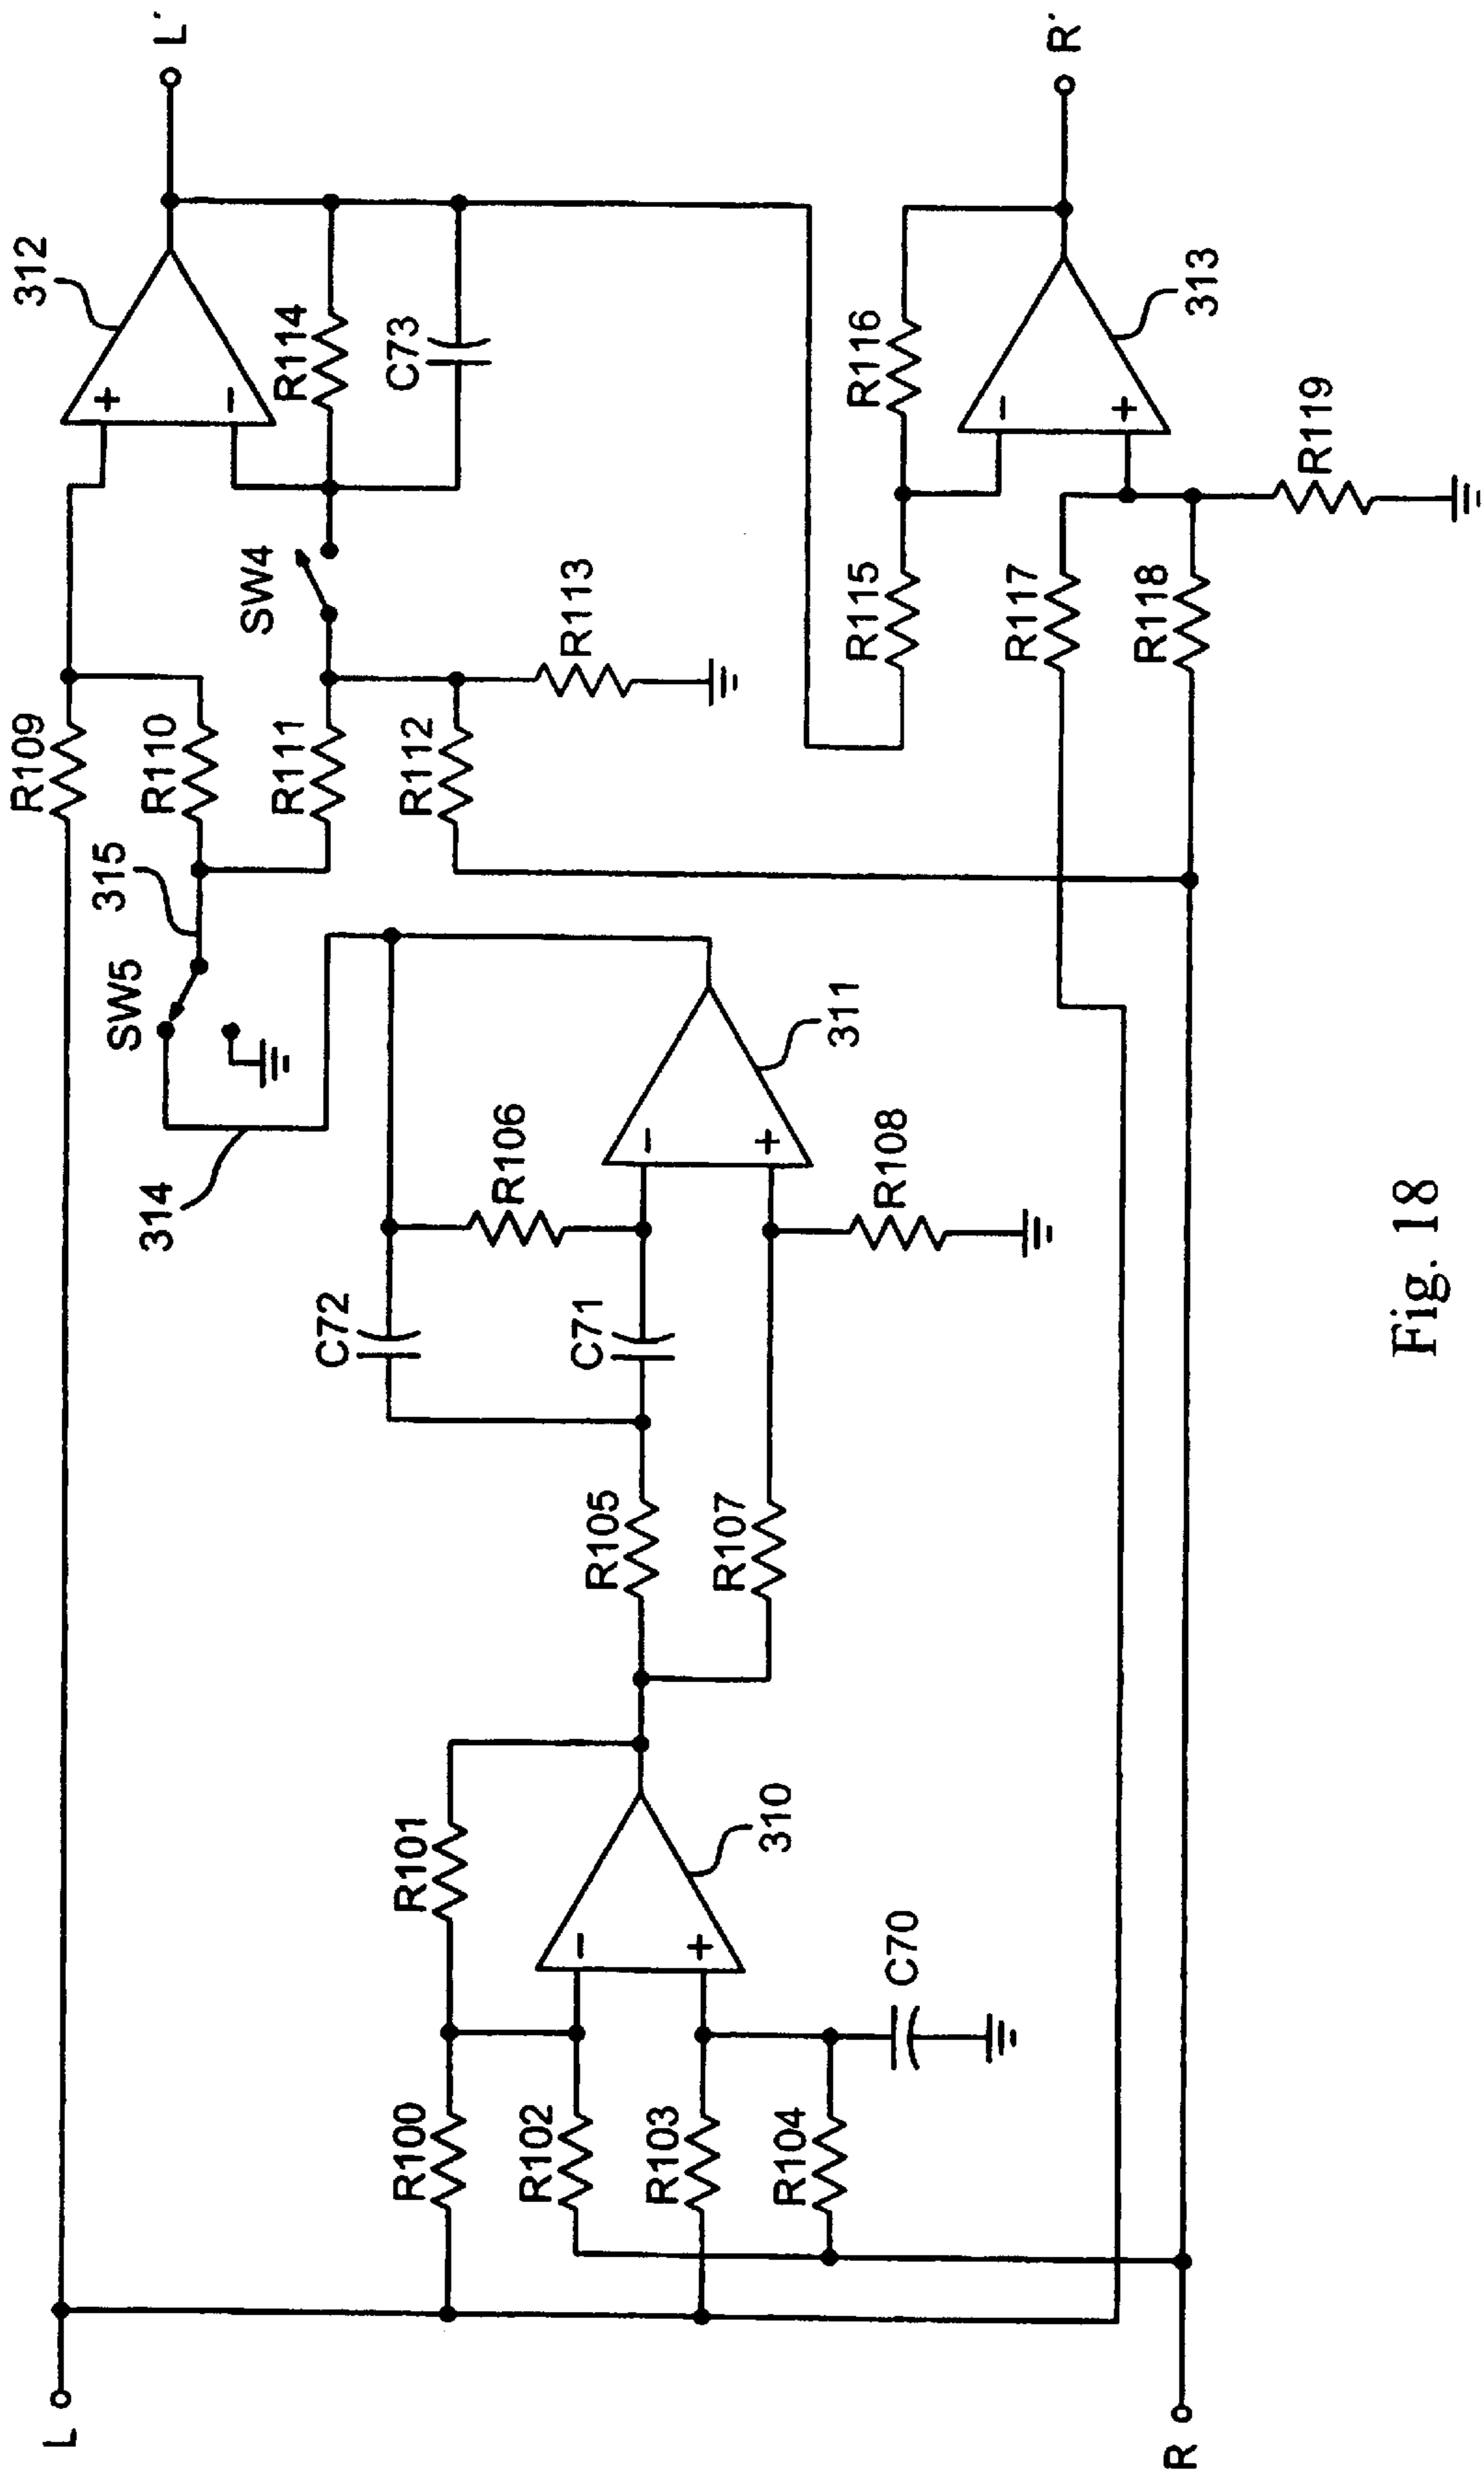 L
R
R100
R102
R103
R104
C70
R101
-
+
310
R105
R107
C72
C71
R106
R108
-
+
311
314
SW5
315
R109
R110
R111
R112
R113
SW4
+
-
312
R114
C73
L'
R115
R116
R117
R118
R119
-
+
313
R'
Fig. 18